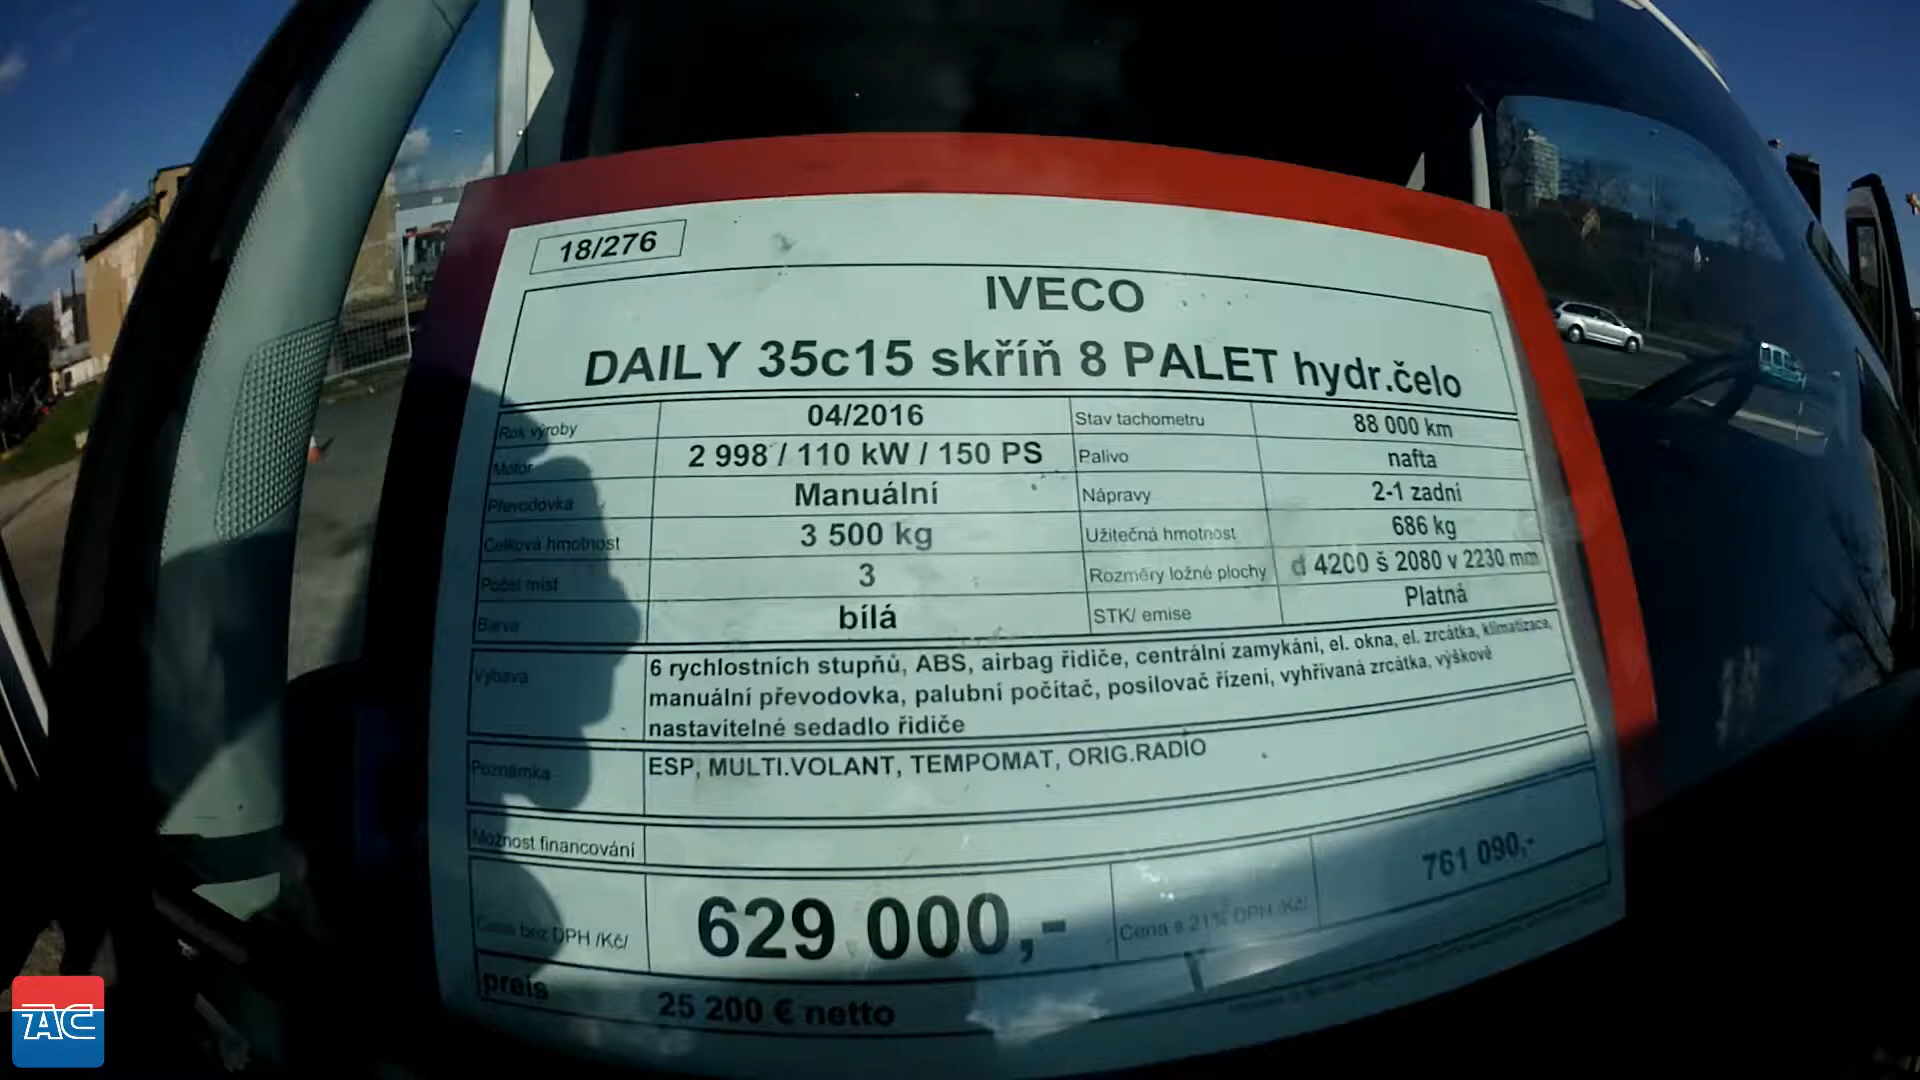 18/276
IVECO
DAILY 35c15 skříň 8 PALET hydr.čelo
Rok výroby 04/2016 Stav tachometru 88 000 km
Motor 2 998 / 110 kW / 150 PS Palivo nafta
Převodovka Manuální Nápravy 2-1 zadní
Celková hmotnost 3 500 kg Užitečná hmotnost 686 kg
Počet míst 3 Rozměry ložné plochy d 4200 š 2080 v 2230 mm
Barva bílá STK/ emise Platná
Výbava 6 rychlostních stupňů, ABS, airbag řidiče, centrální zamykání, el. okna, el. zrcátka, klimatizace,
manuální převodovka, palubní počítač, posilovač řízení, vyhřívaná zrcátka, výškově
nastavitelné sedadlo řidiče
Poznámka ESP, MULTI.VOLANT, TEMPOMAT, ORIG.RADIO
Možnost financování
Cena bez DPH /Kč/ 629 000,- Cena s 21% DPH /Kč/ 761 090,-
preis 25 200 € netto
AC